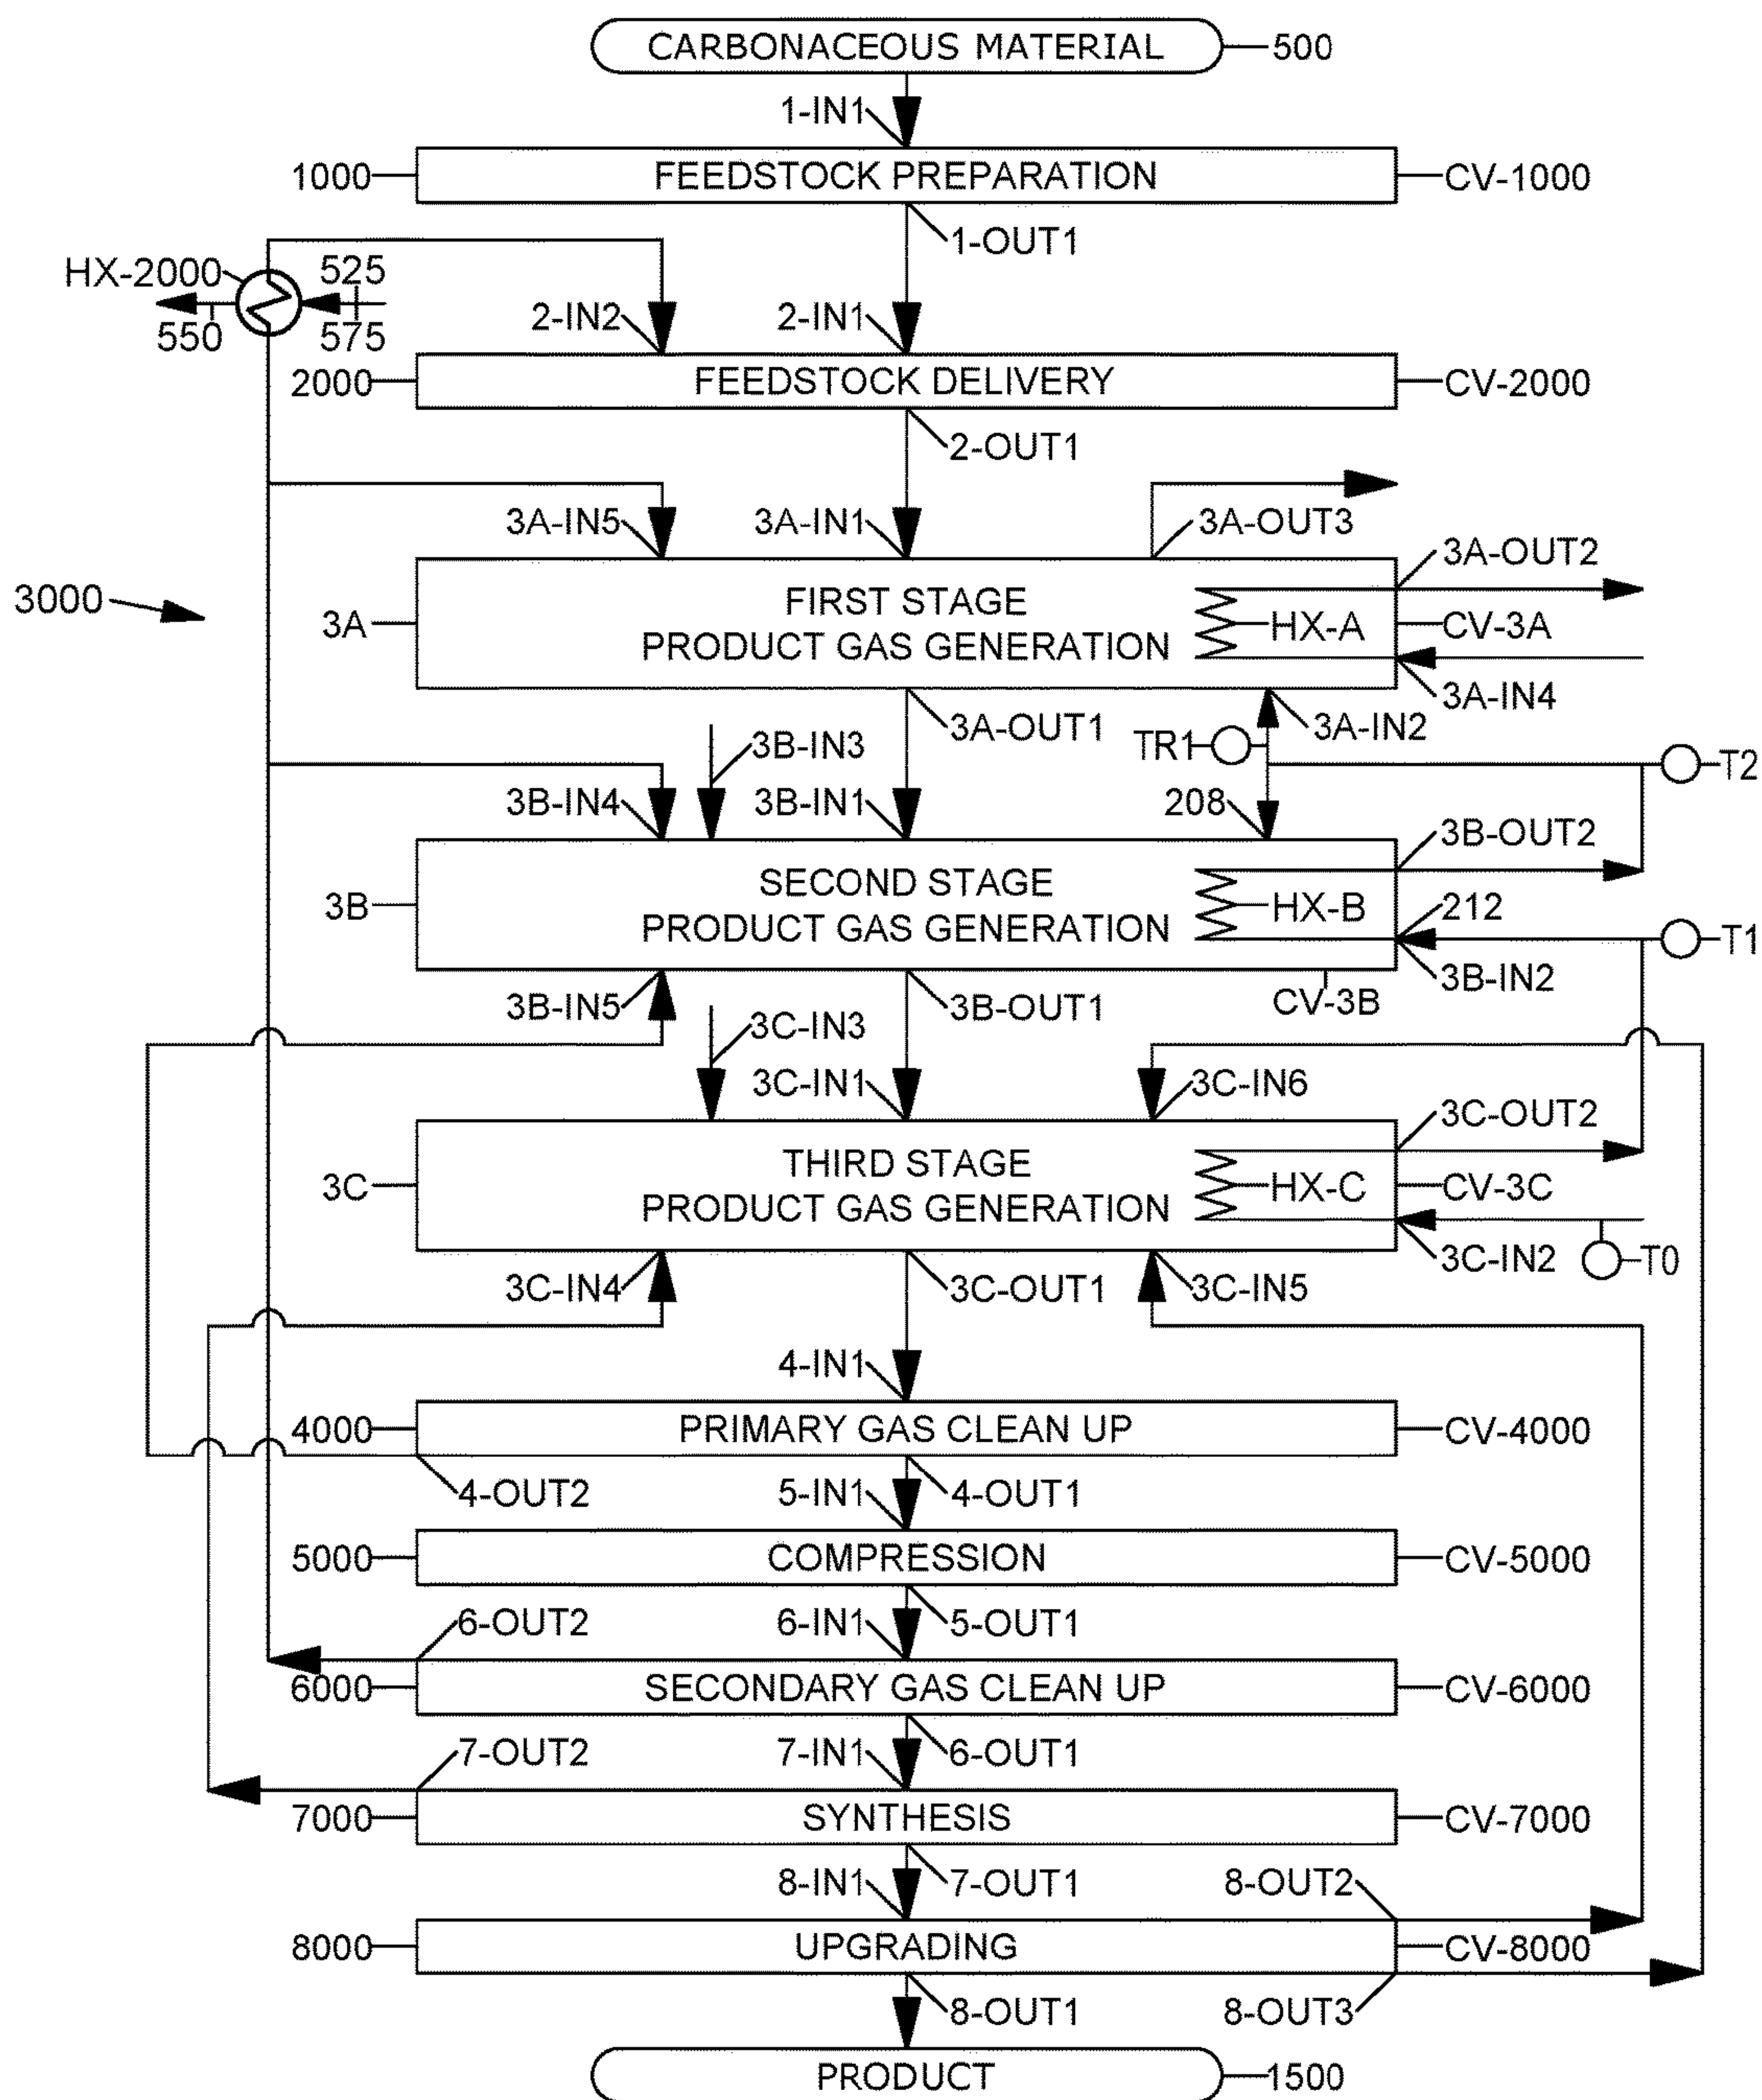 CARBONACEOUS MATERIAL 500
1-IN1
1000 FEEDSTOCK PREPARATION CV-1000
1-OUT1
HX-2000 525
550 575
2-IN2 2-IN1
2000 FEEDSTOCK DELIVERY CV-2000
2-OUT1
3A-IN5 3A-IN1 3A-OUT3
3A-OUT2
3000
3A FIRST STAGE
PRODUCT GAS GENERATION HX-A CV-3A
3A-IN4
3A-OUT1 3A-IN2
3B-IN3 TR1 T2
3B-IN4 3B-IN1 208
3B-OUT2
3B SECOND STAGE
PRODUCT GAS GENERATION HX-B 212
T1
3B-IN2
3B-IN5 3B-OUT1 CV-3B
3C-IN3
3C-IN1 3C-IN6
3C-OUT2
3C THIRD STAGE
PRODUCT GAS GENERATION HX-C CV-3C
3C-IN2 T0
3C-IN4 3C-OUT1 3C-IN5
4-IN1
4000 PRIMARY GAS CLEAN UP CV-4000
4-OUT2 5-IN1 4-OUT1
5000 COMPRESSION CV-5000
6-OUT2 6-IN1 5-OUT1
6000 SECONDARY GAS CLEAN UP CV-6000
7-OUT2 7-IN1 6-OUT1
7000 SYNTHESIS CV-7000
8-IN1 7-OUT1 8-OUT2
8000 UPGRADING CV-8000
8-OUT1 8-OUT3
PRODUCT 1500